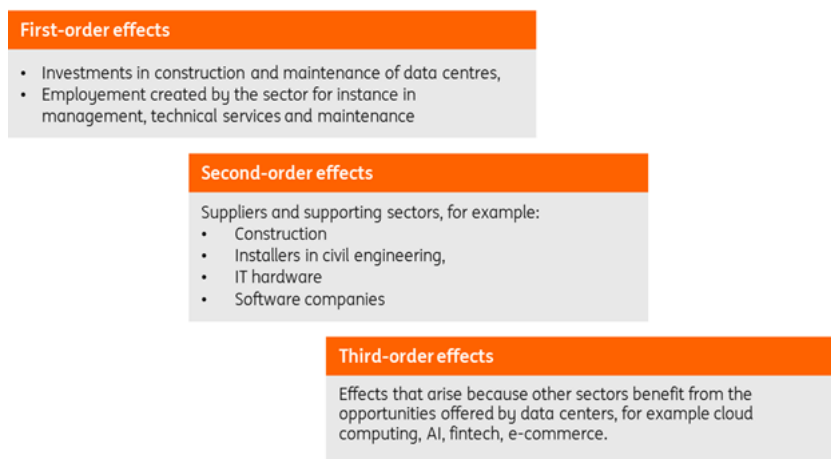 First-order effects
• Investments in construction and maintenance of data centres,
• Employement created by the sector for instance in
management, technical services and maintenance
Second-order effects
Suppliers and supporting sectors, for example:
• Construction
• Installers in civil engineering,
• IT hardware
• Software companies
Third-order effects
Effects that arise because other sectors benefit from the
opportunities offered by data centers, for example cloud
computing, AI, fintech, e-commerce.